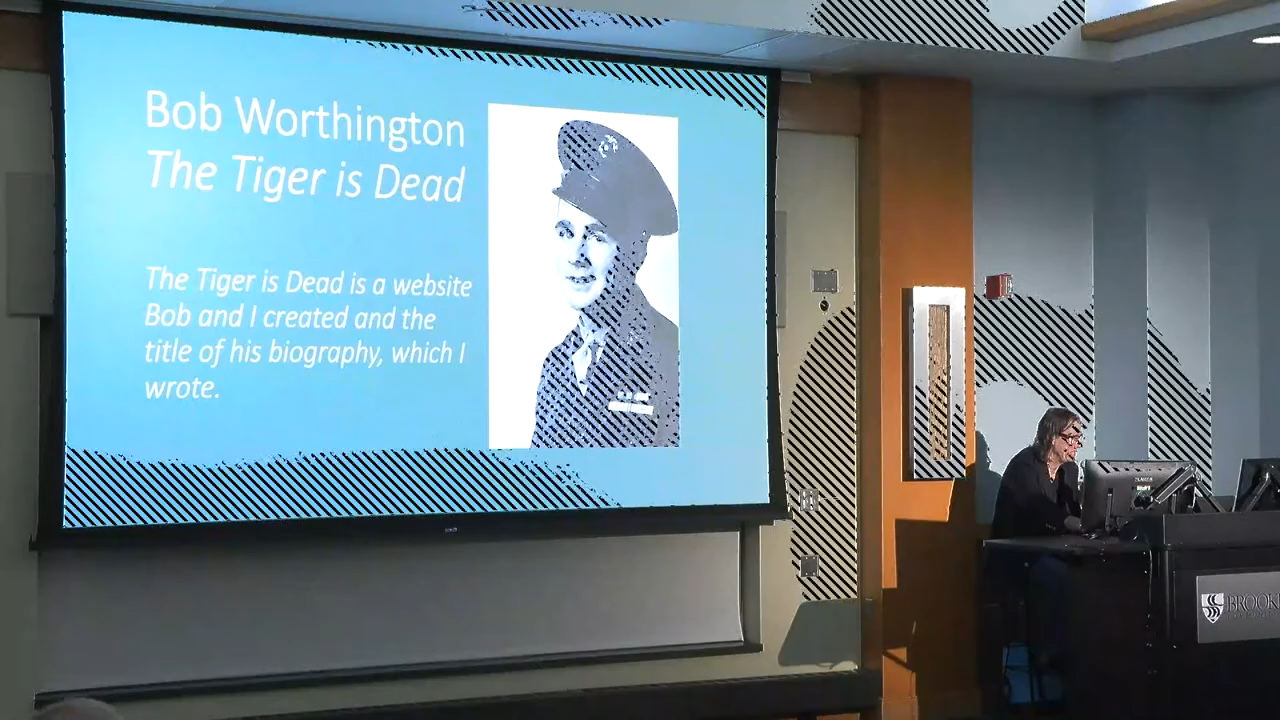 Bob Worthington
The Tiger is Dead
The Tiger is Dead is a website
Bob and I created and the
title of his biography, which I
wrote.